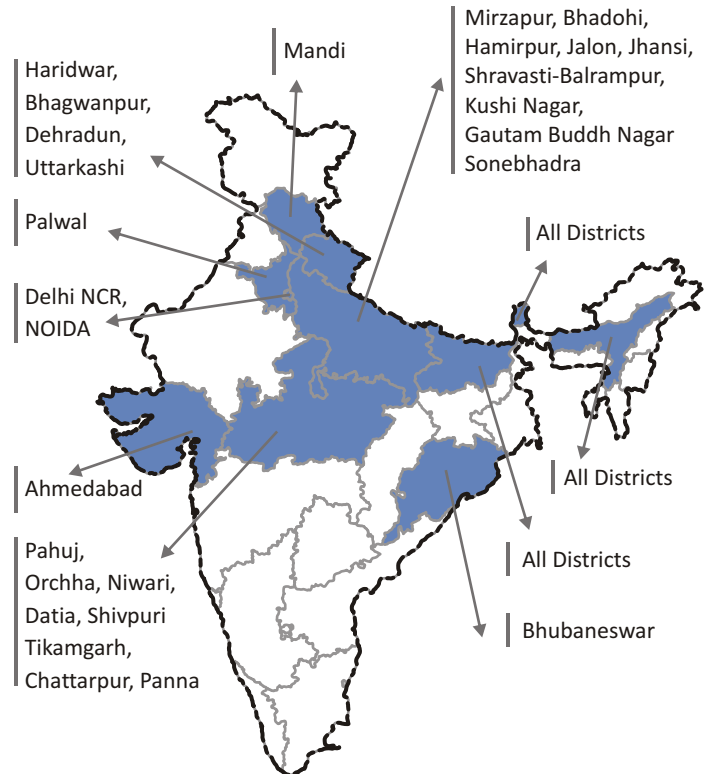 Mandi
Mirzapur, Bhadohi,
Hamirpur, Jalon, Jhansi,
Shravasti-Balrampur,
Kushi Nagar,
Gautam Buddh Nagar
Sonebhadra
Haridwar,
Bhagwanpur,
Dehradun,
Uttarkashi
Palwal
All Districts
Delhi NCR,
NOIDA
Ahmedabad
All Districts
Pahuj,
Orchha, Niwari,
Datia, Shivpuri
Tikamgarh,
Chattarpur, Panna
All Districts
Bhubaneswar